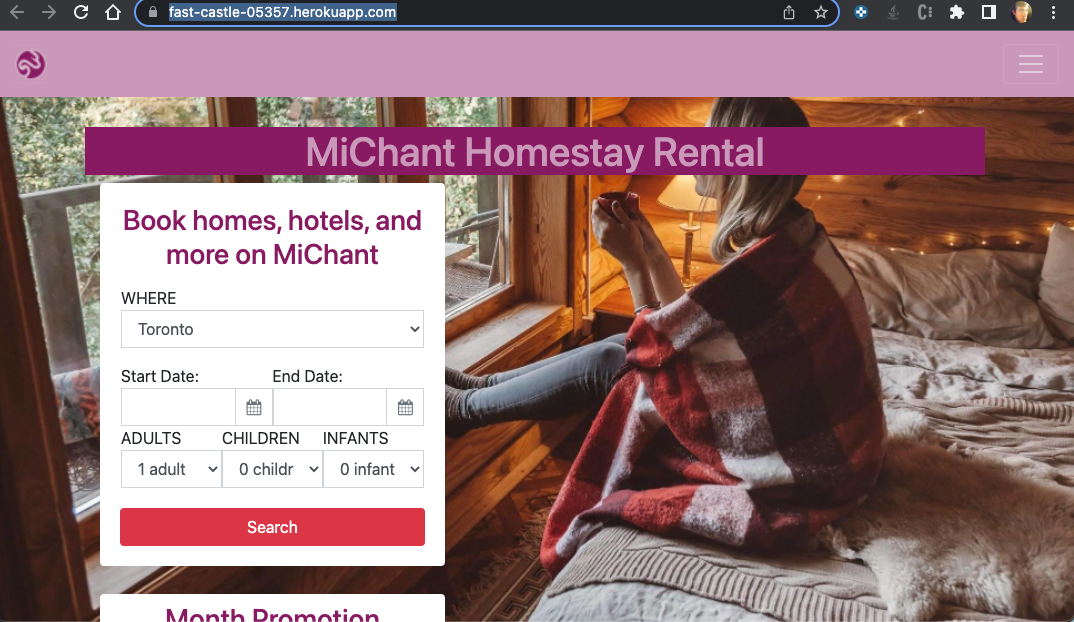 fast-castle-05357.herokuapp.com
MiChant Homestay Rental
Book homes, hotels, and
more on MiChant
WHERE
Toronto
Start Date: End Date:
ADULTS CHILDREN INFANTS
1 adult 0 childr 0 infant
Search
Month Promotion